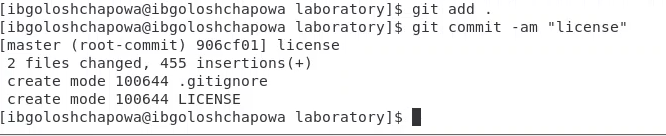 [ibgoloshchapowa@ibgoloshchapowa laboratory]$ git add .
[ibgoloshchapowa@ibgoloshchapowa laboratory]$ git commit -am "license"
[master (root-commit) 906cf01] license
 2 files changed, 455 insertions(+)
 create mode 100644 .gitignore
 create mode 100644 LICENSE
[ibgoloshchapowa@ibgoloshchapowa laboratory]$